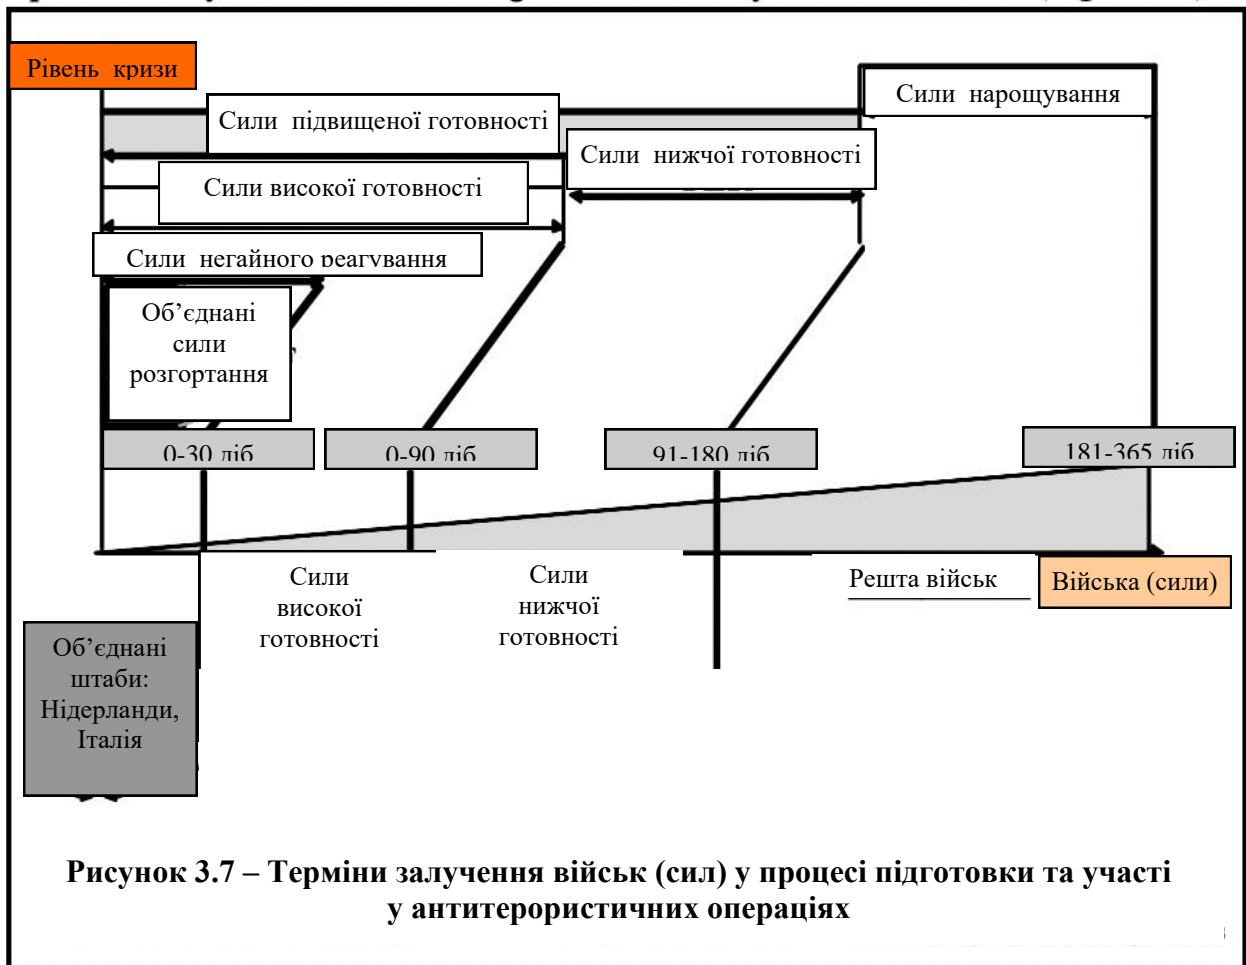 Рівень кризи
Сили нарощування
Сили підвищеної готовності
Сили нижчої готовності
Сили високої готовності
Сили негайного реагування
Об’єднані
сили
розгортання
0-30 діб
0-90 діб
91-180 діб
181-365 діб
Сили
високої
готовності
Сили
нижчої
готовності
Решта військ
Війська (сили)
Об’єднані
штаби:
Нідерланди,
Італія
Рисунок 3.7 – Терміни залучення військ (сил) у процесі підготовки та участі
у антитерористичних операціях